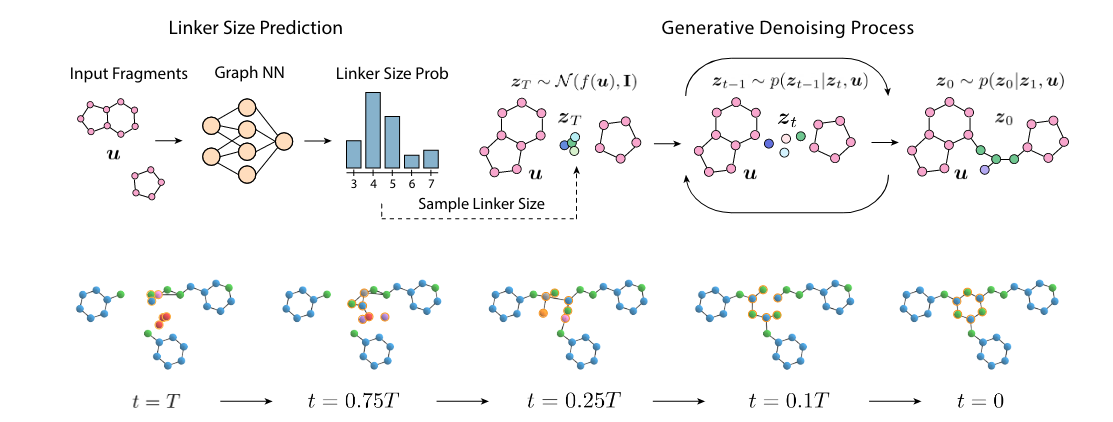 Linker Size Prediction
Generative Denoising Process
Input Fragments
Graph NN
Linker Size Prob
𝒛_T ∼ 𝒩(f(𝒖), I)
𝒛_{t−1} ∼ p(𝒛_{t−1}|𝒛_t, 𝒖)
𝒛_0 ∼ p(𝒛_0|𝒛_1, 𝒖)
𝒖
3 4 5 6 7
𝒛_T
𝒖
𝒛_t
𝒖
𝒛_0
𝒖
Sample Linker Size
t = T
t = 0.75T
t = 0.25T
t = 0.1T
t = 0